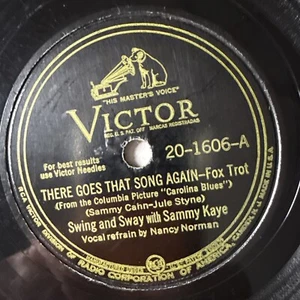 "HIS MASTER'S VOICE"
VICTOR
REG. U.S. PAT. OFF. MARCAS REGISTRADAS
For best results
use Victor Needles
20-1606-A
THERE GOES THAT SONG AGAIN—Fox Trot
(From the Columbia Picture "Carolina Blues")
(Sammy Cahn-Jule Styne)
Swing and Sway with Sammy Kaye
Vocal refrain by Nancy Norman
RCA
RCA VICTOR DIVISION OF RADIO CORPORATION OF AMERICA, CAMDEN, N.J. MADE IN U.S.A.